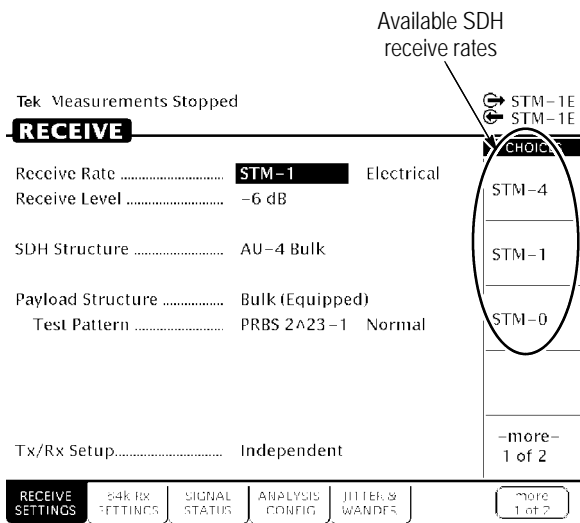 Available SDH
receive rates
Tek Measurements Stopped
STM-1E
STM-1E
RECEIVE
CHOICES
Receive Rate STM-1 Electrical
Receive Level -6 dB
STM-4
SDH Structure AU-4 Bulk
STM-1
Payload Structure Bulk (Equipped)
Test Pattern PRBS 2^23-1 Normal
STM-0
Tx/Rx Setup Independent
-more-
1 of 2
RECEIVE SETTINGS
64k Rx SETTINGS
SIGNAL STATUS
ANALYSIS CONFIG
JITTER & WANDER
more
1 of 2